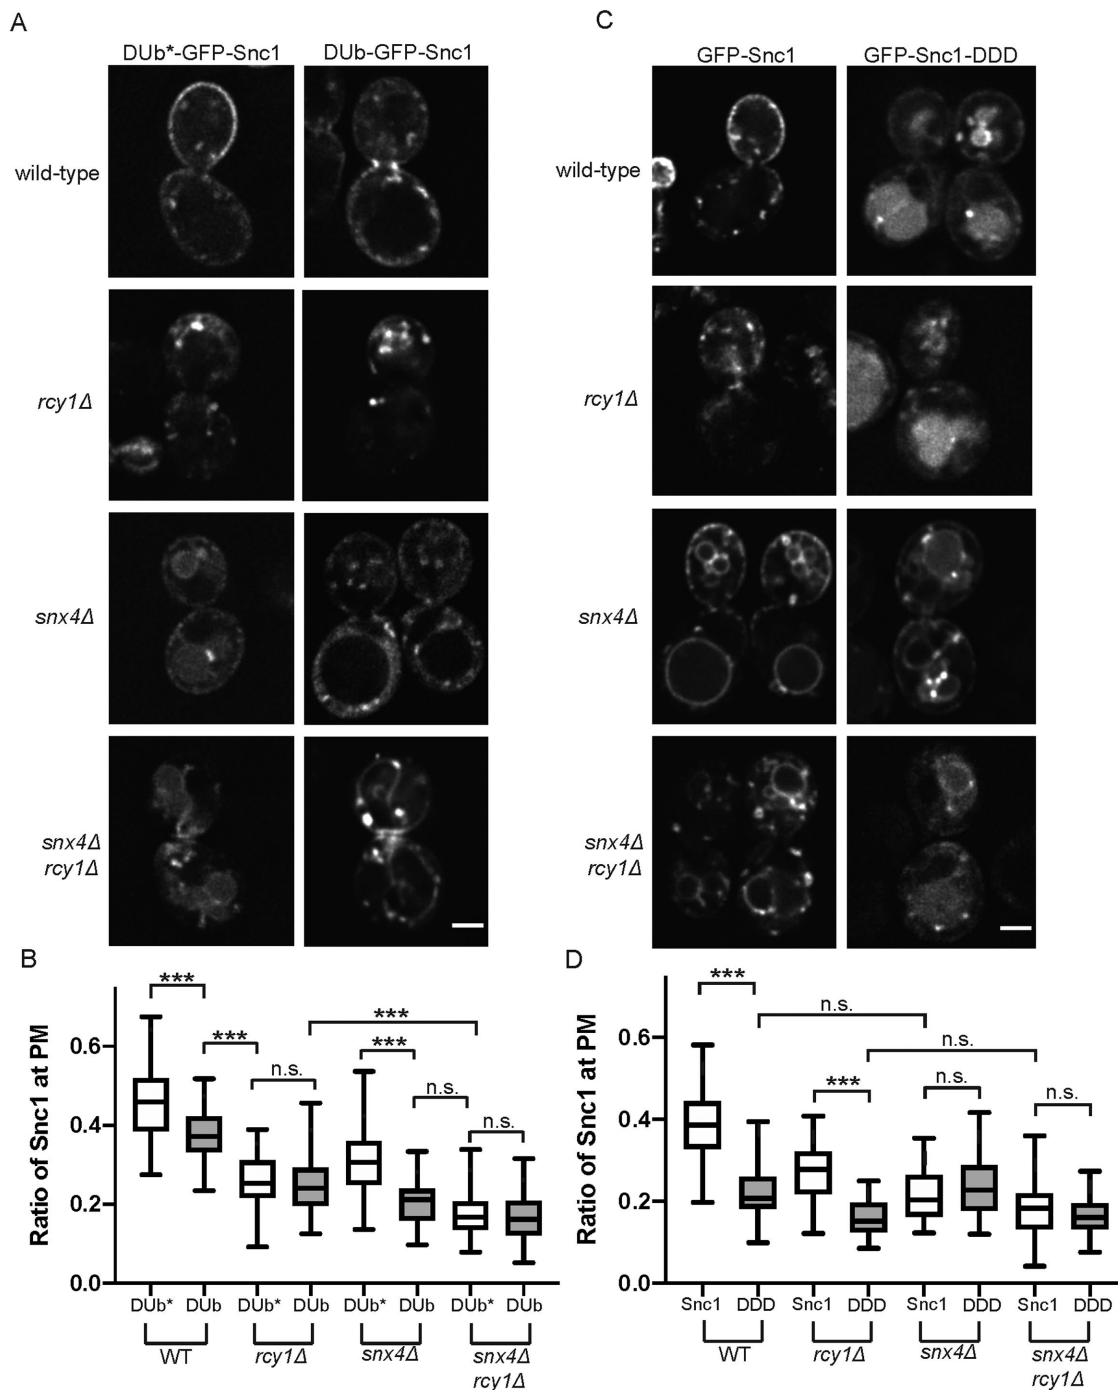 A
DUb*-GFP-Snc1
DUb-GFP-Snc1
wild-type
rcy1Δ
snx4Δ
snx4Δ
rcy1Δ
C
GFP-Snc1
GFP-Snc1-DDD
wild-type
rcy1Δ
snx4Δ
snx4Δ
rcy1Δ
B
Ratio of Snc1 at PM
0.6
0.4
0.2
0.0
***
***
n.s.
***
***
n.s.
n.s.
DUb* DUb DUb* DUb DUb* DUb DUb* DUb
WT rcy1Δ snx4Δ snx4Δ
rcy1Δ
D
Ratio of Snc1 at PM
0.6
0.4
0.2
0.0
***
n.s.
***
n.s.
n.s.
n.s.
Snc1 DDD Snc1 DDD Snc1 DDD Snc1 DDD
WT rcy1Δ snx4Δ snx4Δ
rcy1Δ